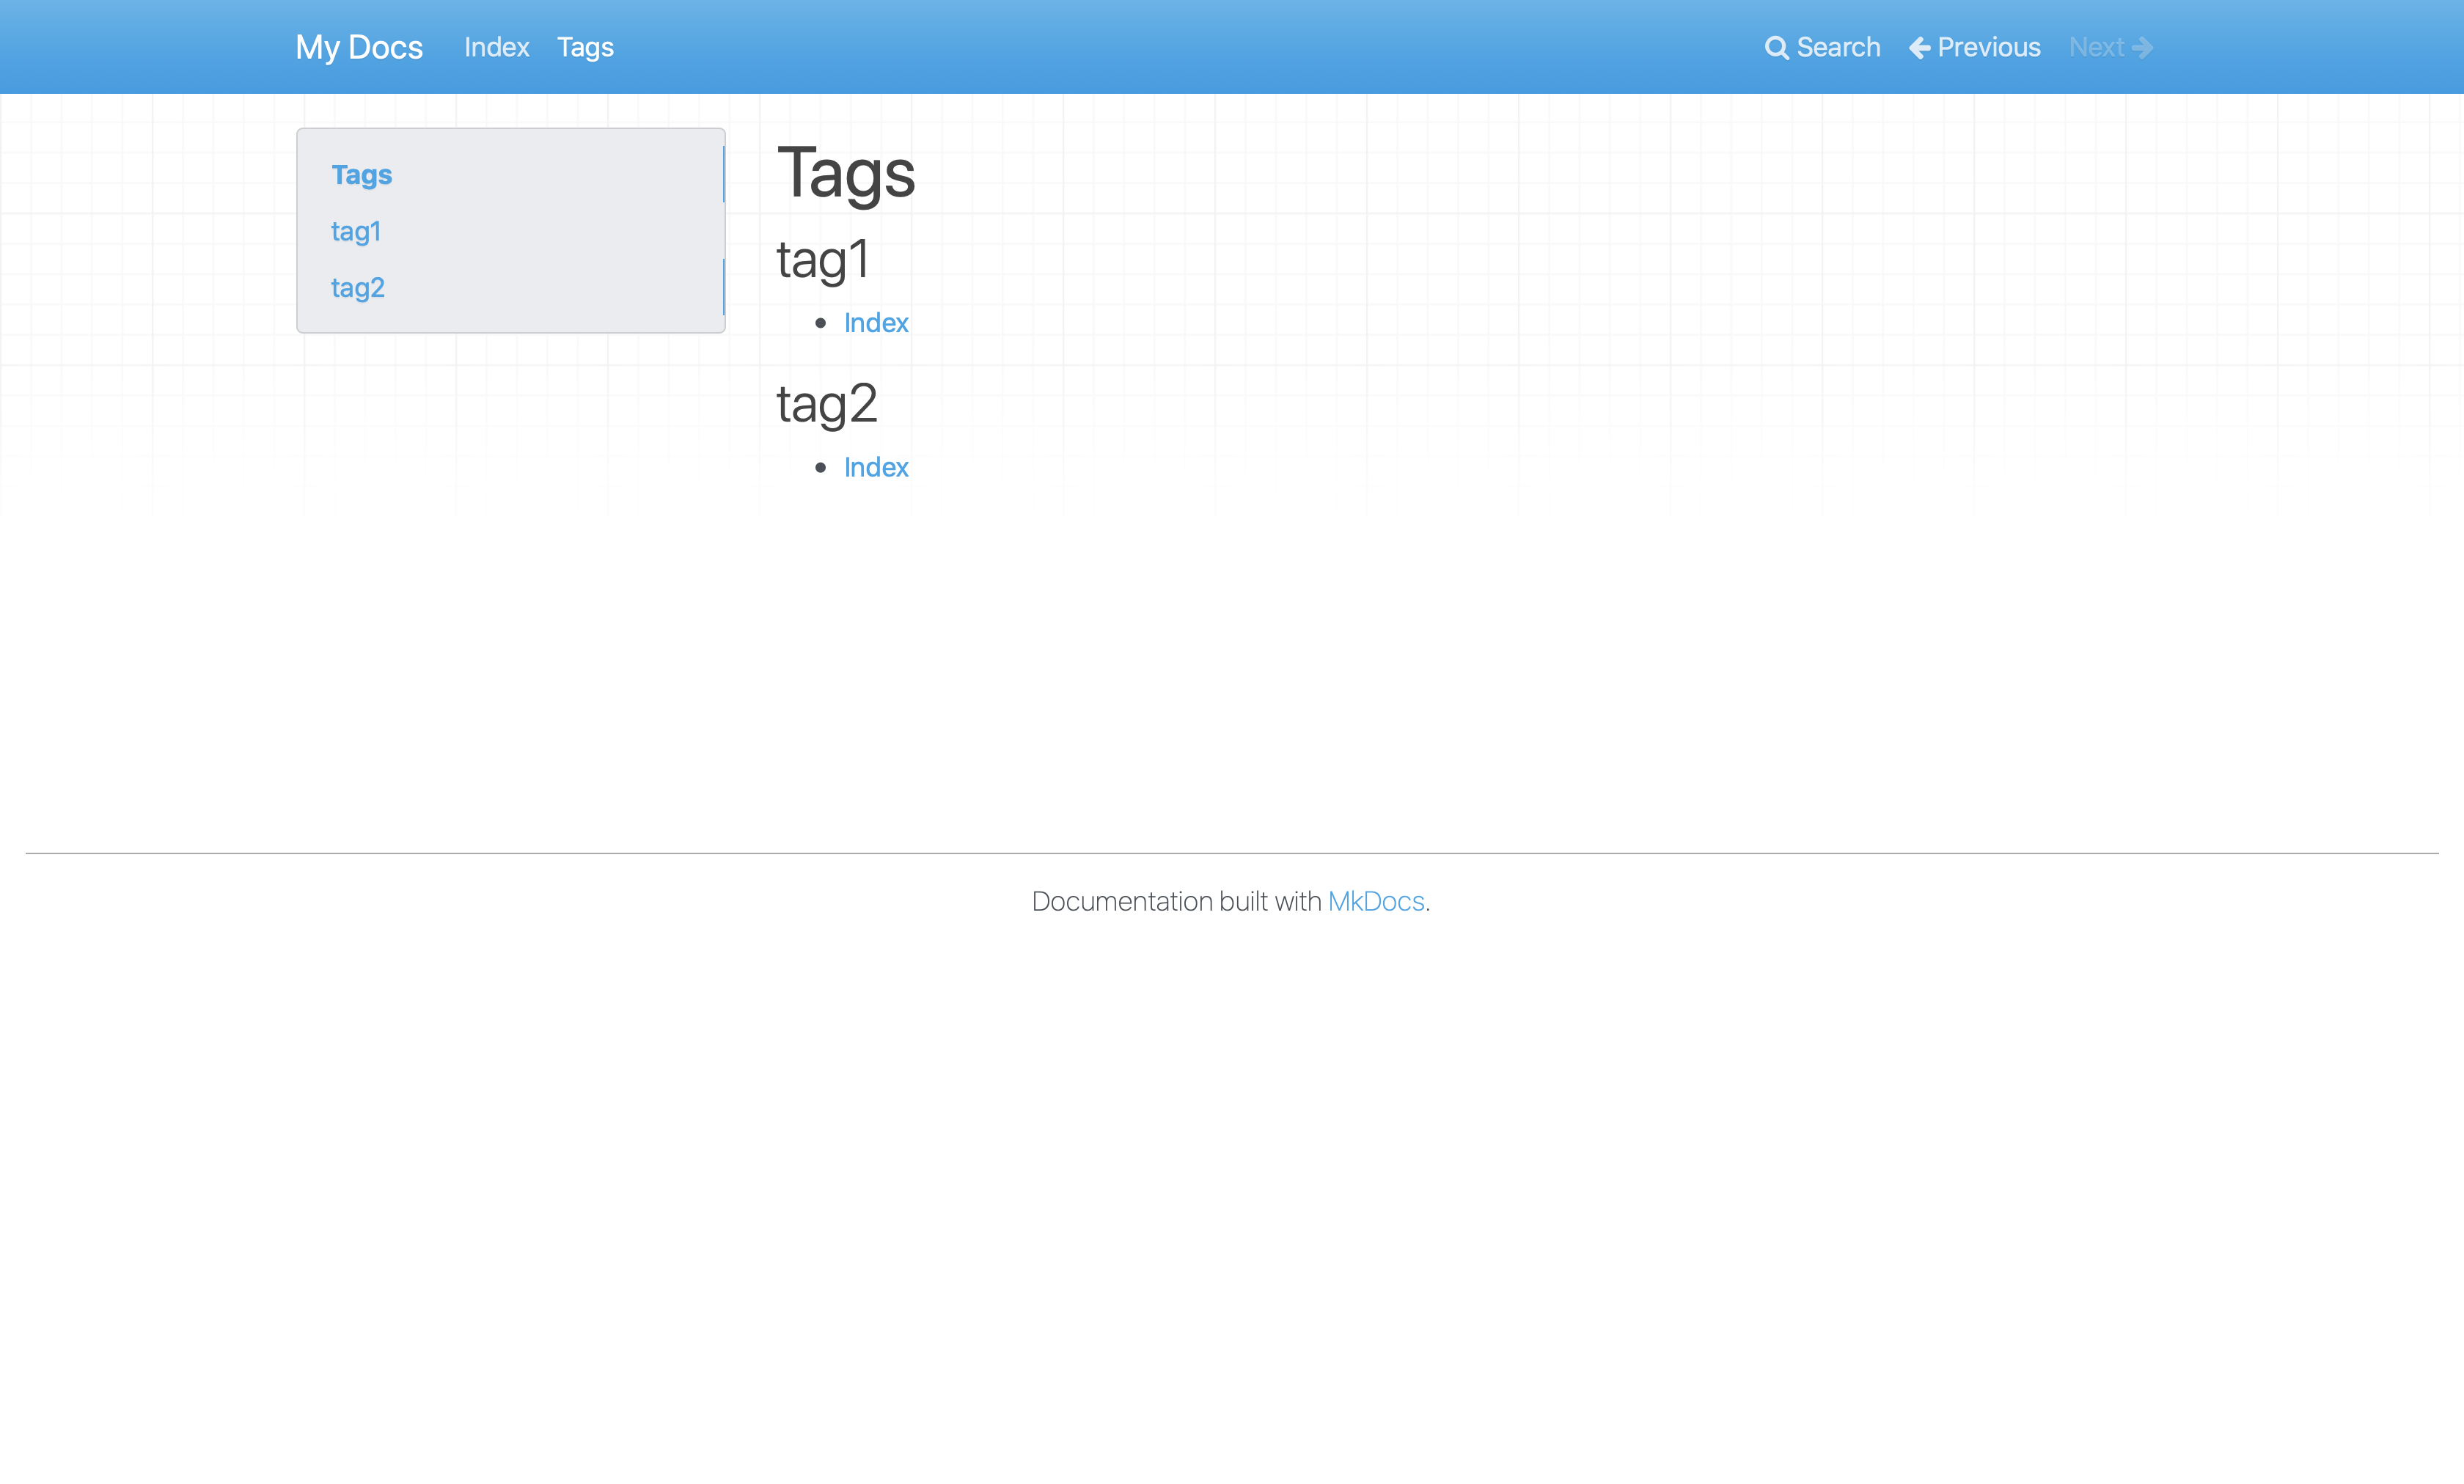 My Docs Index Tags Search Previous Next
Tags
tag1
tag2
Tags
tag1
Index
tag2
Index
Documentation built with MkDocs.